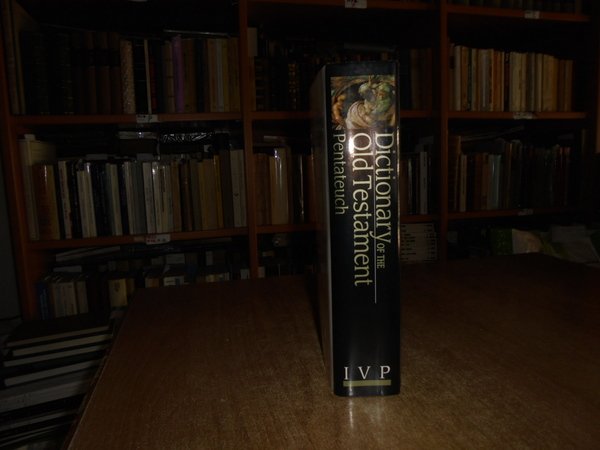 Dictionary OF THE
Old Testament
Pentateuch
IVP